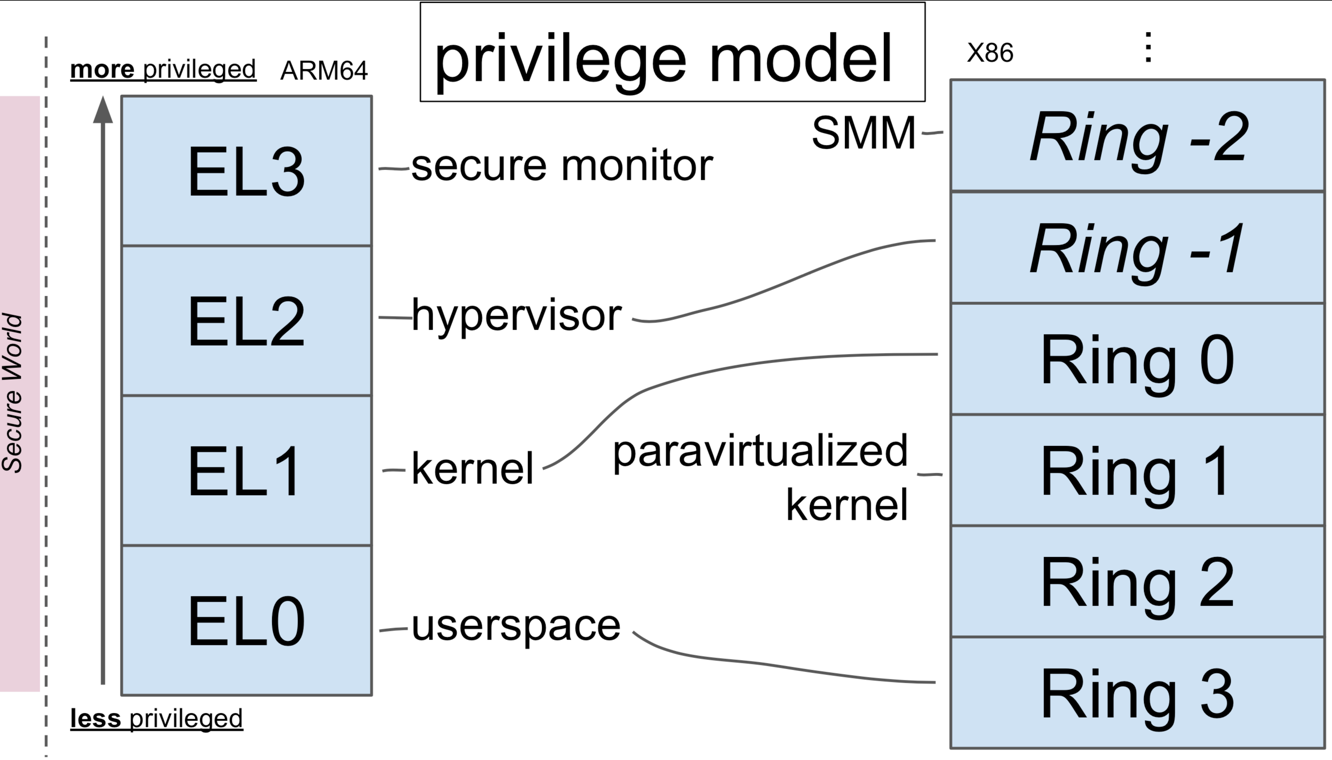 privilege model
more privileged
ARM64
Secure World
EL3
EL2
EL1
EL0
less privileged
secure monitor
hypervisor
kernel
userspace
SMM
paravirtualized
kernel
X86
⋮
Ring -2
Ring -1
Ring 0
Ring 1
Ring 2
Ring 3